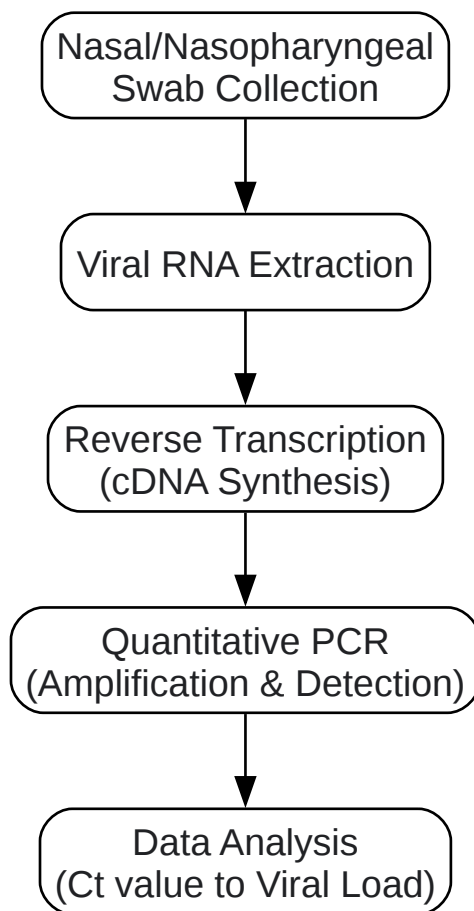 Nasal/Nasopharyngeal
Swab Collection
Viral RNA Extraction
Reverse Transcription
(cDNA Synthesis)
Quantitative PCR
(Amplification & Detection)
Data Analysis
(Ct value to Viral Load)